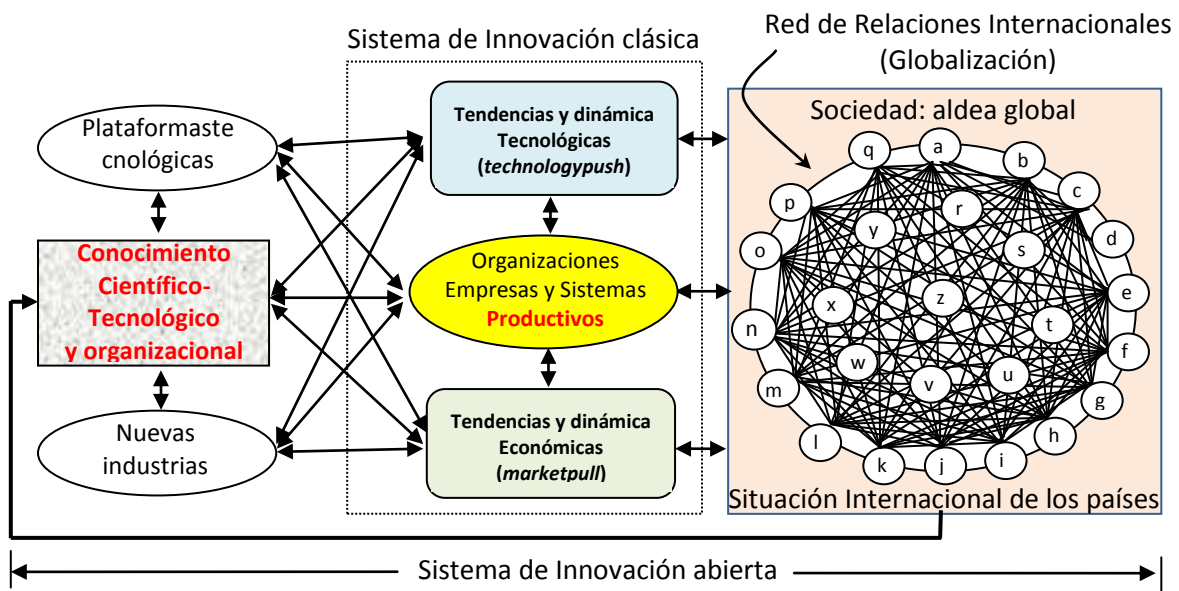 Red de Relaciones Internacionales
(Globalización)
Sistema de Innovación clásica
Plataformaste
cnológicas
Conocimiento
Científico-
Tecnológico
y organizacional
Nuevas
industrias
Tendencias y dinámica
Tecnológicas
(technologypush)
Organizaciones
Empresas y Sistemas
Productivos
Tendencias y dinámica
Económicas
(marketpull)
Sociedad: aldea global
a
b
c
d
e
f
g
h
i
j
k
l
m
n
o
p
q
r
s
t
u
v
w
x
y
z
Situación Internacional de los países
Sistema de Innovación abierta